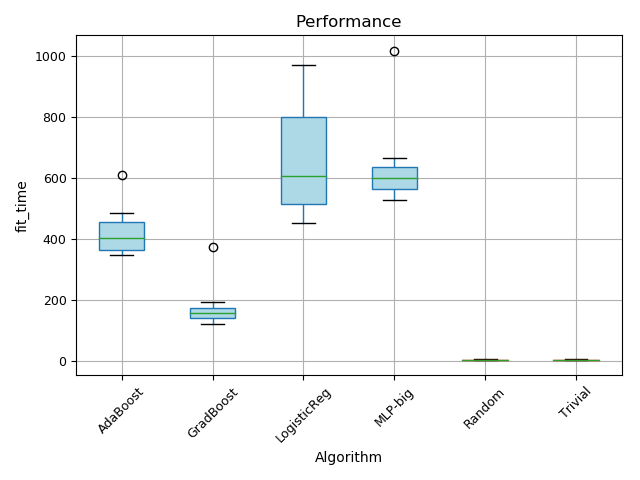 Performance
fit_time
1000
800
600
400
200
0
AdaBoost
GradBoost
LogisticReg
MLP-big
Random
Trivial
Algorithm